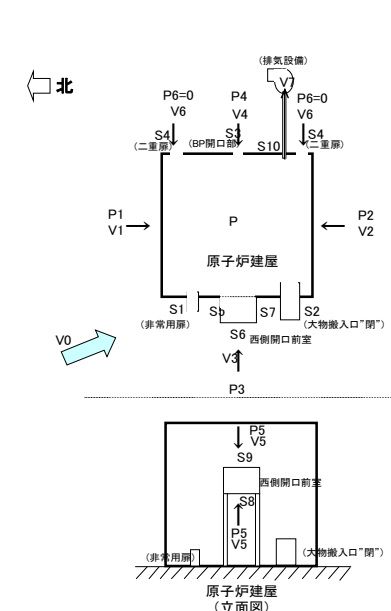 (排気設備)
北
V7
P6=0
V6
P4
V4
P6=0
V6
S4
(二重扉)
S3
(BP開口部)
S10
S4
(二重扉)
P1
V1
P
P2
V2
原子炉建屋
S1
(非常用扉)
S5
S7
S2
(大物搬入口"閉")
S6
西側開口前室
V0
V3
P3
P5
V5
S9
西側開口前室
S8
P5
V5
(非常用扉)
(大物搬入口"閉")
原子炉建屋
(立面図)